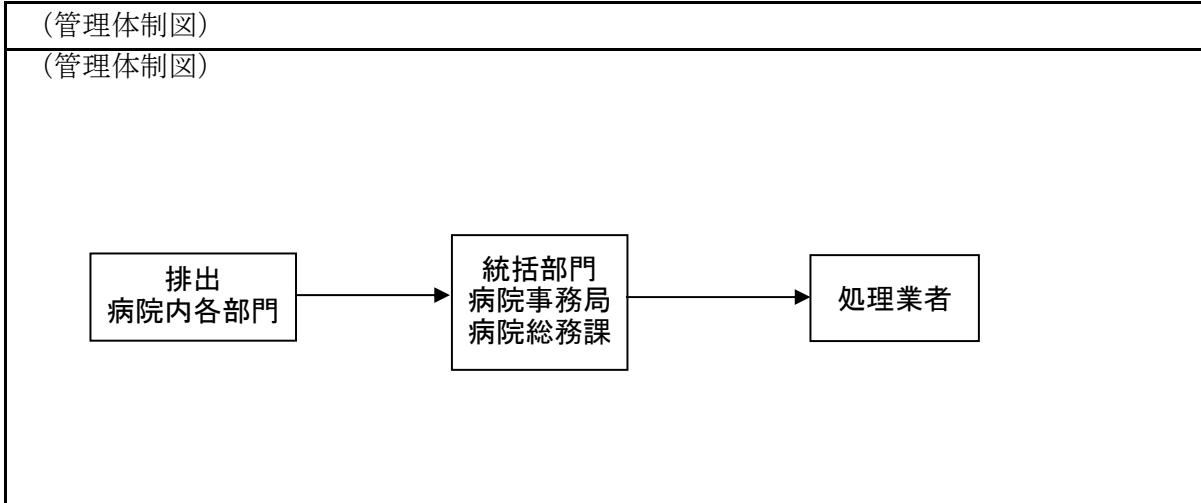 （管理体制図）
（管理体制図）
排出
病院内各部門
統括部門
病院事務局
病院総務課
処理業者